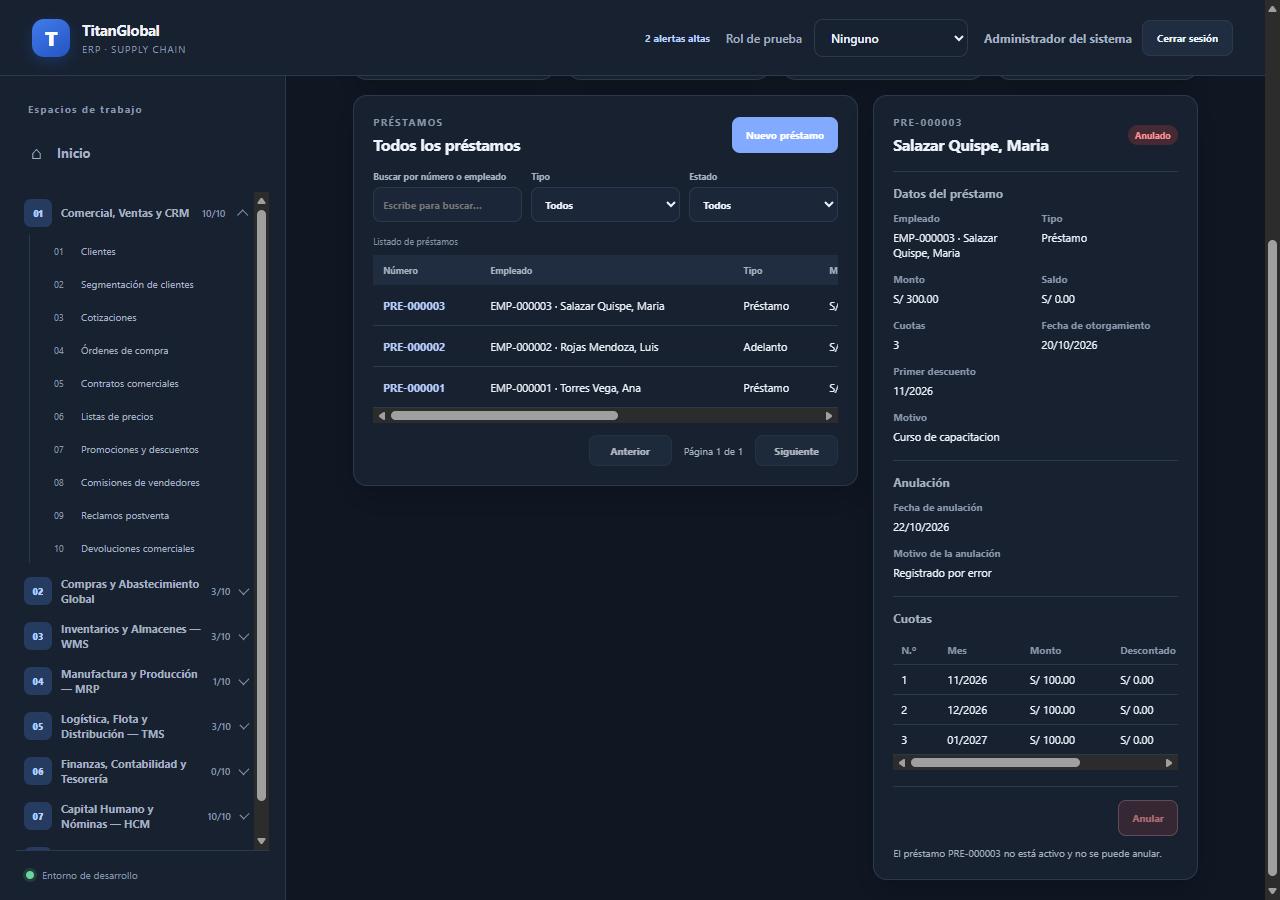 T
TitanGlobal
ERP · SUPPLY CHAIN
2 alertas altas
Rol de prueba
Ninguno
Administrador del sistema
Cerrar sesión
Espacios de trabajo
Inicio
01 Comercial, Ventas y CRM 10/10
01 Clientes
02 Segmentación de clientes
03 Cotizaciones
04 Órdenes de compra
05 Contratos comerciales
06 Listas de precios
07 Promociones y descuentos
08 Comisiones de vendedores
09 Reclamos postventa
10 Devoluciones comerciales
02 Compras y Abastecimiento Global 3/10
03 Inventarios y Almacenes — WMS 3/10
04 Manufactura y Producción — MRP 1/10
05 Logística, Flota y Distribución — TMS 3/10
06 Finanzas, Contabilidad y Tesorería 0/10
07 Capital Humano y Nóminas — HCM 10/10
Entorno de desarrollo
PRÉSTAMOS
Todos los préstamos
Nuevo préstamo
Buscar por número o empleado Tipo Estado
Escribe para buscar... Todos Todos
Listado de préstamos
Número Empleado Tipo M
PRE-000003 EMP-000003 · Salazar Quispe, Maria Préstamo S/
PRE-000002 EMP-000002 · Rojas Mendoza, Luis Adelanto S/
PRE-000001 EMP-000001 · Torres Vega, Ana Préstamo S/
Anterior Página 1 de 1 Siguiente
PRE-000003
Salazar Quispe, Maria
Anulado
Datos del préstamo
Empleado Tipo
EMP-000003 · Salazar Quispe, Maria Préstamo
Monto Saldo
S/ 300.00 S/ 0.00
Cuotas Fecha de otorgamiento
3 20/10/2026
Primer descuento
11/2026
Motivo
Curso de capacitacion
Anulación
Fecha de anulación
22/10/2026
Motivo de la anulación
Registrado por error
Cuotas
N.º Mes Monto Descontado
1 11/2026 S/ 100.00 S/ 0.00
2 12/2026 S/ 100.00 S/ 0.00
3 01/2027 S/ 100.00 S/ 0.00
Anular
El préstamo PRE-000003 no está activo y no se puede anular.